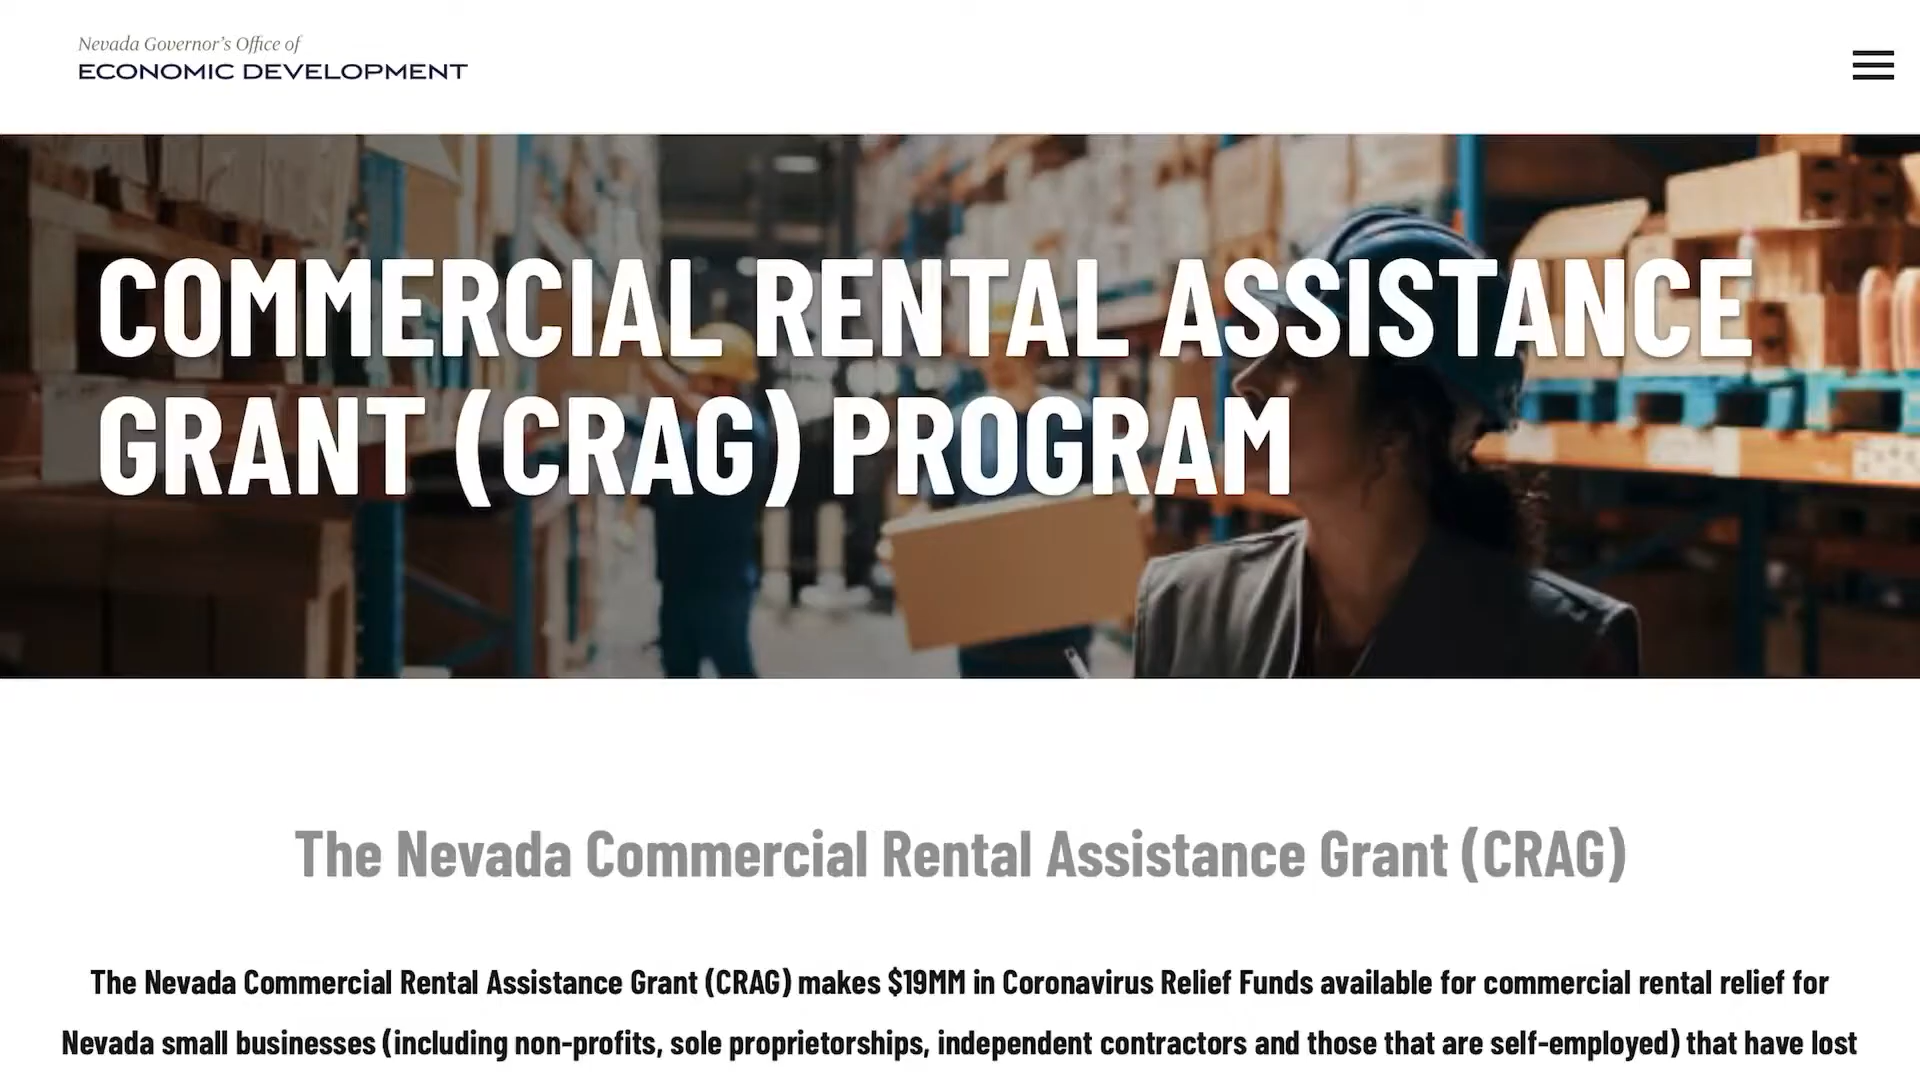 Nevada Governor's Office of
ECONOMIC DEVELOPMENT
COMMERCIAL RENTAL ASSISTANCE
GRANT (CRAG) PROGRAM
The Nevada Commercial Rental Assistance Grant (CRAG)
The Nevada Commercial Rental Assistance Grant (CRAG) makes $19MM in Coronavirus Relief Funds available for commercial rental relief for
Nevada small businesses (including non-profits, sole proprietorships, independent contractors and those that are self-employed) that have lost